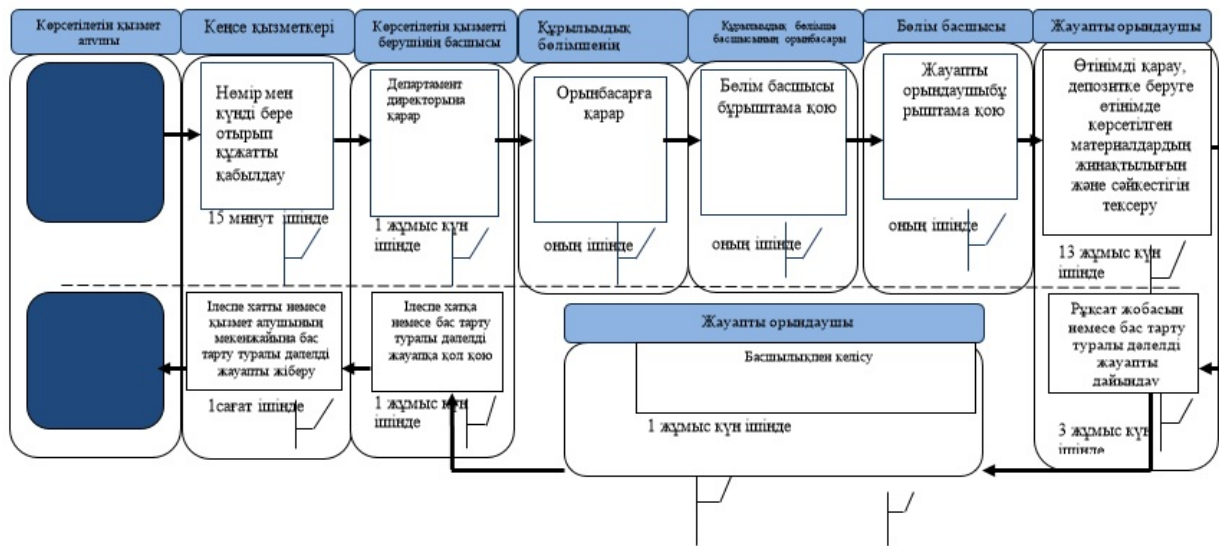 Көрсетілетін қызмет
алушы
Кеңсе қызметкері
Көрсетілетін қызметті
берушінің басшысы
Құрылымдық
бөлімшенің
Құрылымдық бөлімше
басшысының орынбасары
Бөлім басшысы
Жауапты орындаушы
Нөмір мен
күнді бере
отырып
құжатты
қабылдау
15 минут ішінде
Департамент
директорына
қарар
1 жұмыс күн
ішінде
Орынбасарға
қарар
оның ішінде
Бөлім басшысы
бұрыштама қою
оның ішінде
Жауапты
орындаушыбұ
рыштама қою
оның ішінде
Өтінімді қарау,
депозитке беруге
өтінімде
көрсетілген
материалдардың
жинақтылығын
және сәйкестігін
тексеру
13 жұмыс күн
ішінде
Ілеспе хатты немесе
қызмет алушының
мекенжайына бас
тарту туралы дәлелді
жауапты жіберу
1сағат ішінде
Ілеспе хатқа
немесе бас тарту
туралы дәлелді
жауапқа қол қою
1 жұмыс күн
ішінде
Жауапты орындаушы
Басшылықпен келісу
1 жұмыс күн ішінде
Рұқсат жобасын
немесе бас тарту
туралы дәлелді
жауапты
дайындау
3 жұмыс күн
ішінде